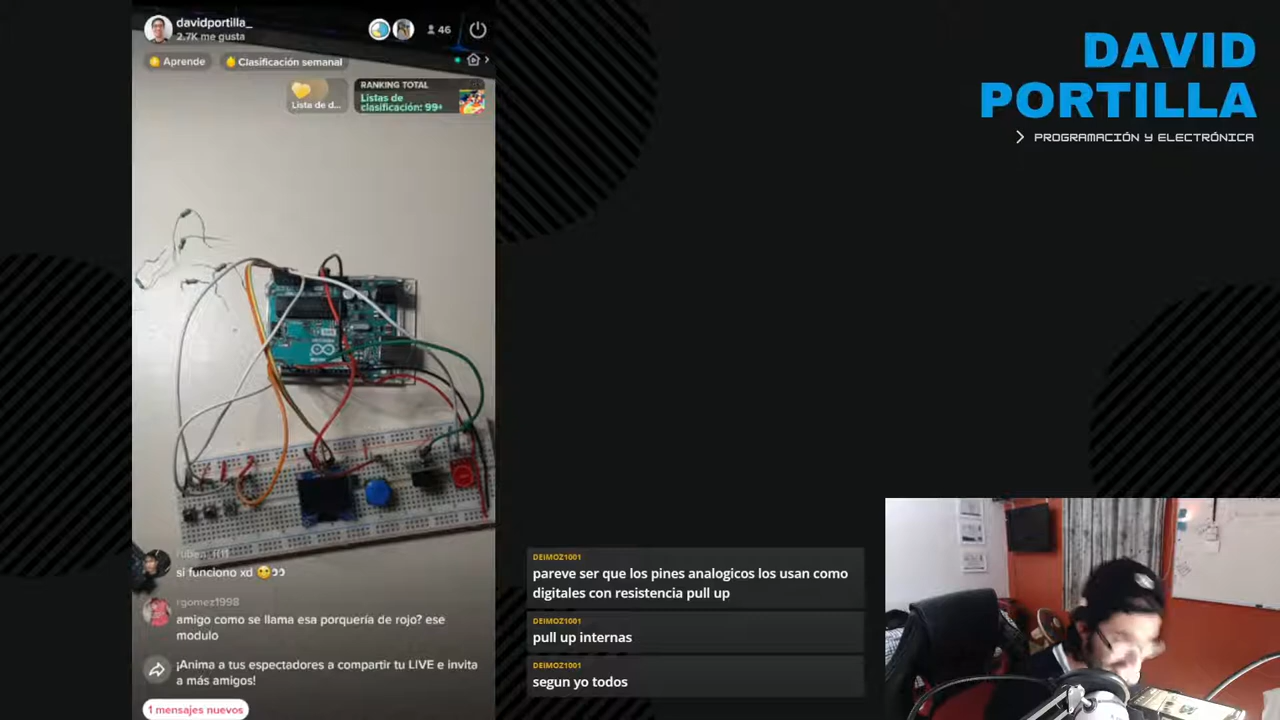 davidportilla_
2.7K me gusta
46
Aprende
Clasificación semanal
Lista de d...
RANKING TOTAL
Listas de
clasificación: 99+
si funciono xd
rgomez1998
amigo como se llama esa porquería de rojo? ese
modulo
¡Anima a tus espectadores a compartir tu LIVE e invita
a más amigos!
1 mensajes nuevos
DEIMOZ1001
pareve ser que los pines analogicos los usan como
digitales con resistencia pull up
DEIMOZ1001
pull up internas
DEIMOZ1001
segun yo todos
DAVID
PORTILLA
PROGRAMACIÓN Y ELECTRÓNICA